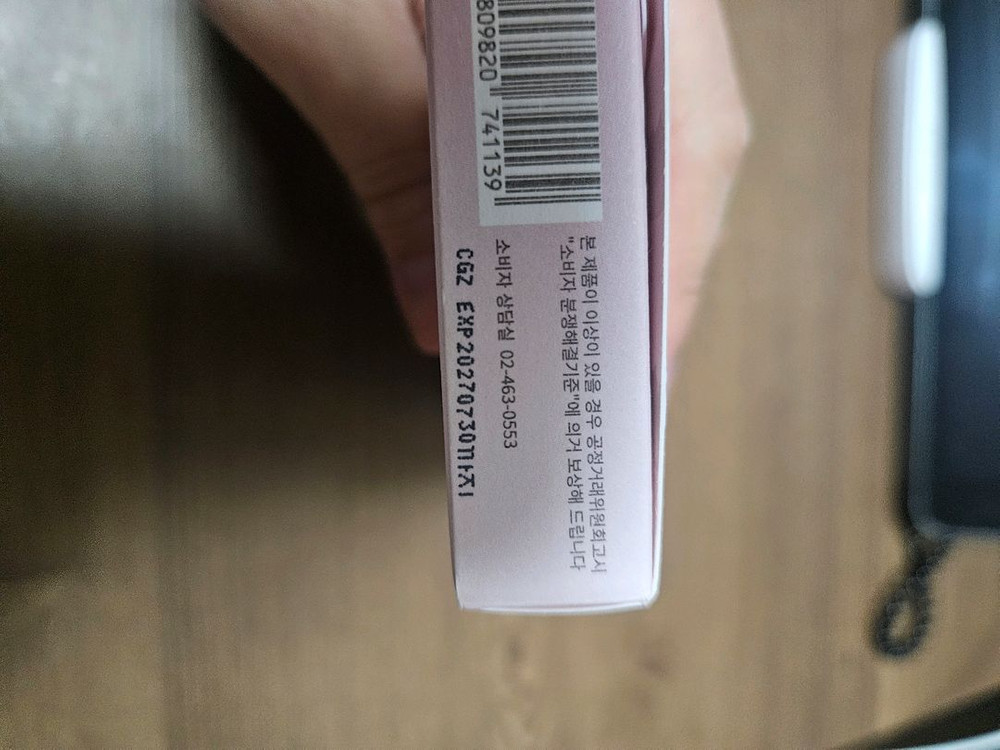 809820 741139
본 제품이 이상이 있을 경우 공정거래위원회고시
"소비자 분쟁해결기준"에 의거 보상해 드립니다
소비자 상담실 02-463-0553
CGZ EXP20270730까지